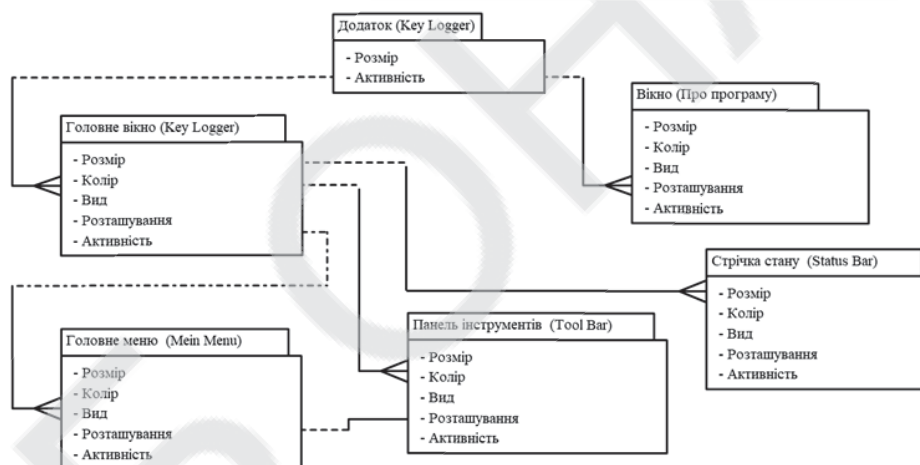 Додаток (Key Logger)
- Розмір
- Активність
Вікно (Про програму)
- Розмір
- Колір
- Вид
- Розташування
- Активність
Головне вікно (Key Logger)
- Розмір
- Колір
- Вид
- Розташування
- Активність
Стрічка стану (Status Bar)
- Розмір
- Колір
- Вид
- Розташування
- Активність
Панель інструментів (Tool Bar)
- Розмір
- Колір
- Вид
- Розташування
- Активність
Головне меню (Mein Menu)
- Розмір
- Колір
- Вид
- Розташування
- Активність